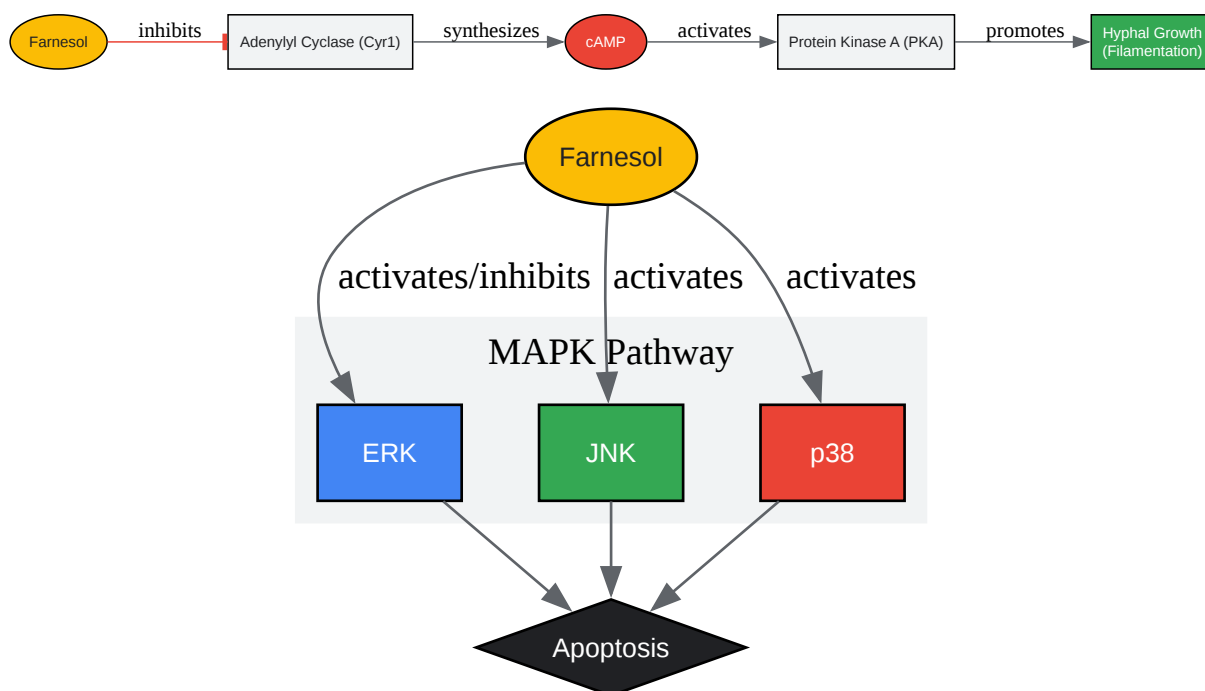 Farnesol
inhibits
Adenylyl Cyclase (Cyr1)
synthesizes
cAMP
activates
Protein Kinase A (PKA)
promotes
Hyphal Growth
(Filamentation)
Farnesol
activates/inhibits
activates
activates
MAPK Pathway
ERK
JNK
p38
Apoptosis